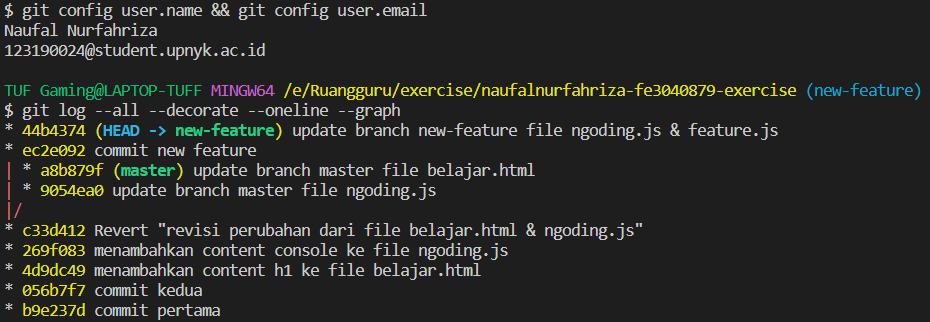 $ git config user.name && git config user.email
Naufal Nurfahriza
123190024@student.upnyk.ac.id
TUF Gaming@LAPTOP-TUFF MINGW64 /e/Ruangguru/exercise/naufalnurfahriza-fe3040879-exercise (new-feature)
$ git log --all --decorate --oneline --graph
* 44b4374 (HEAD -> new-feature) update branch new-feature file ngoding.js & feature.js
* ec2e092 commit new feature
| * a8b879f (master) update branch master file belajar.html
| * 9054ea0 update branch master file ngoding.js
|/
* c33d412 Revert "revisi perubahan dari file belajar.html & ngoding.js"
* 269f083 menambahkan content console ke file ngoding.js
* 4d9dc49 menambahkan content h1 ke file belajar.html
* 056b7f7 commit kedua
* b9e237d commit pertama